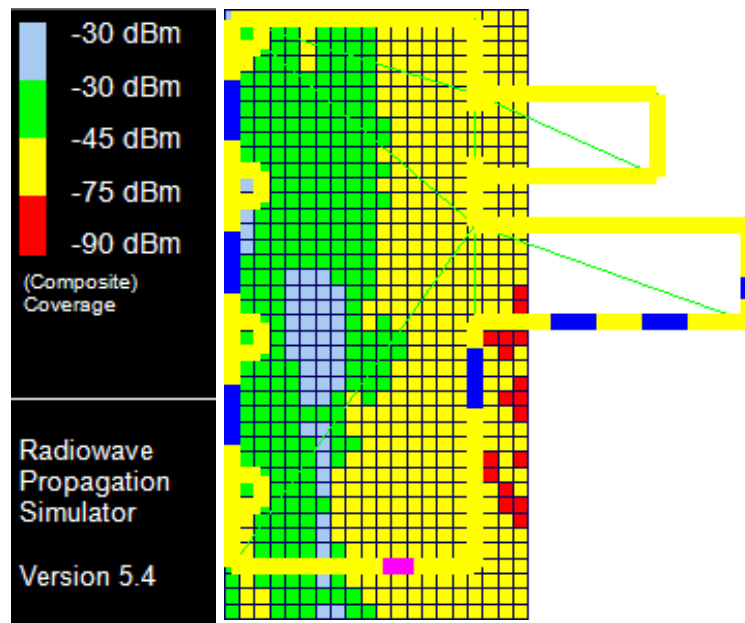 -30 dBm
-30 dBm
-45 dBm
-75 dBm
-90 dBm
(Composite)
Coverage
Radiowave
Propagation
Simulator
Version 5.4